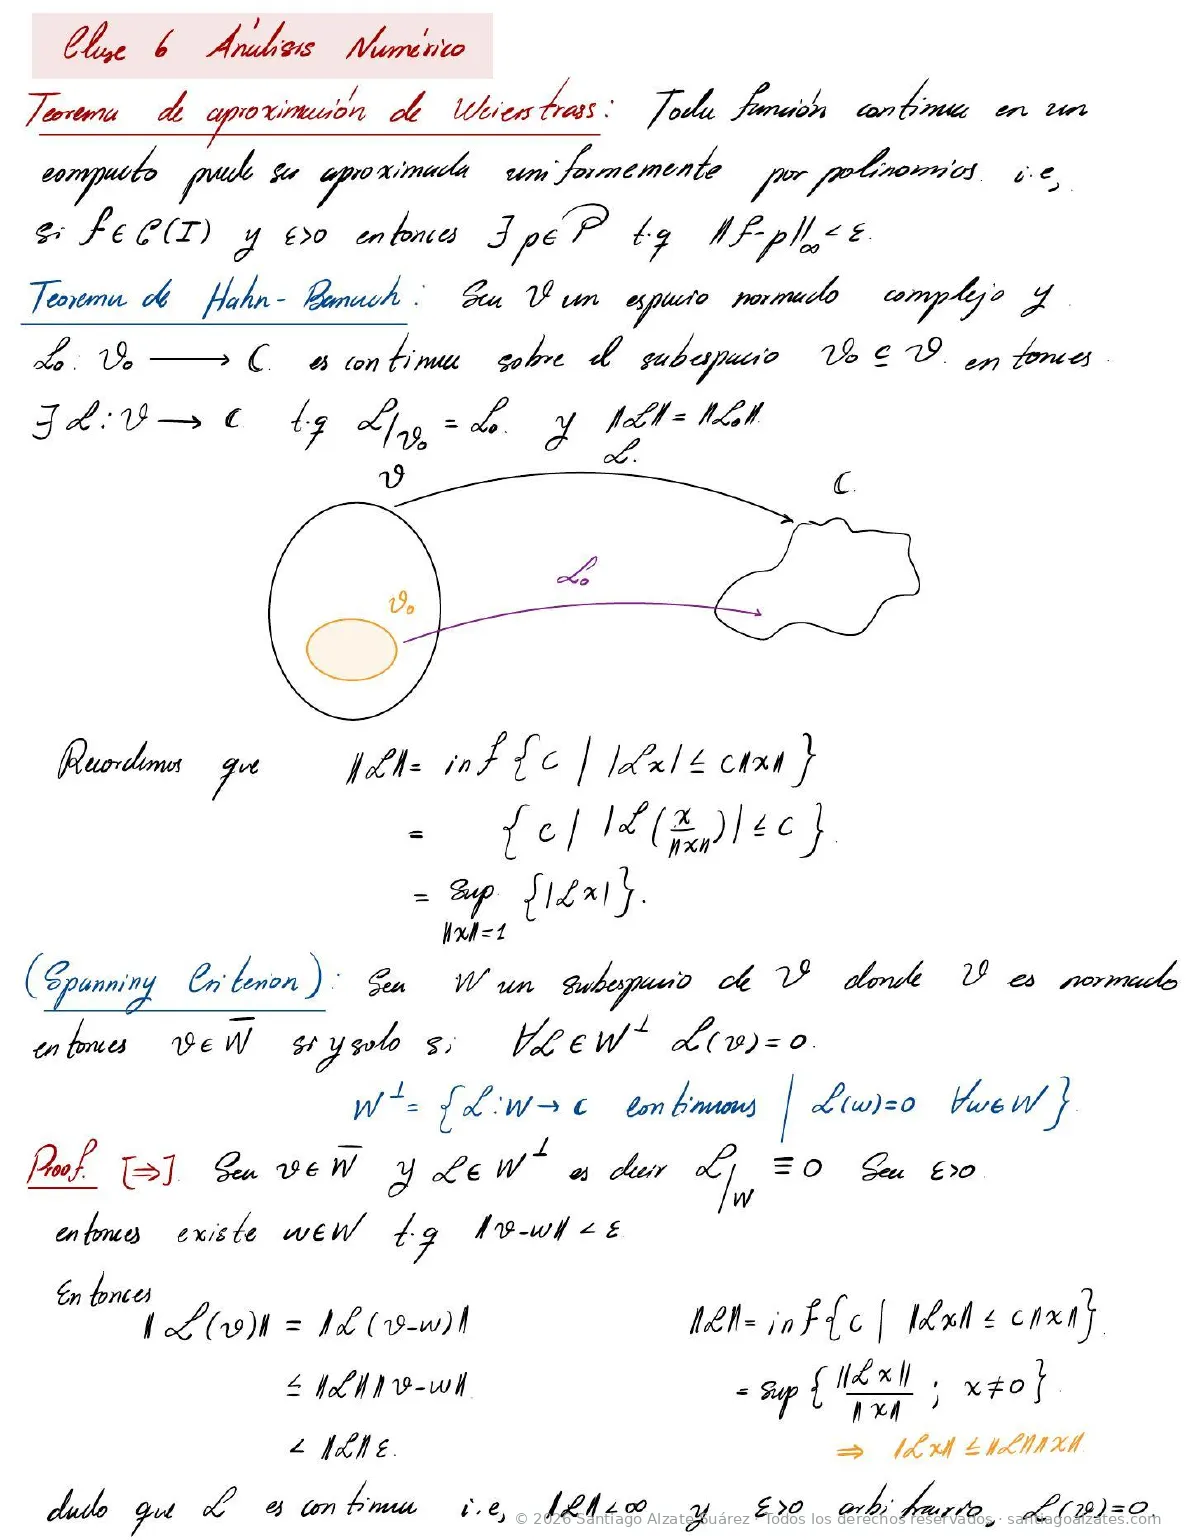 Clase 6 Análisis Numérico
Teorema de aproximación de Weierstrass: Toda función continua en un
compacto puede ser aproximada uniformemente por polinomios. i.e,
si f ∈ C(I) y ε>0 entonces ∃ p ∈ P t.q ‖f-p‖∞ < ε.
Teorema de Hahn-Banach: Sea V un espacio normado complejo y
L₀: V₀ ⟶ ℂ es continua sobre el subespacio V₀ ⊆ V. entonces
∃ L: V → ℂ t.q L|V₀ = L₀. y ‖L‖ = ‖L₀‖.
L.
V
ℂ.
L₀
V₀
Recordemos que ‖L‖ = inf { C | |Lx| ≤ C‖x‖ }
= { C | |L(x/‖x‖)| ≤ C }.
= Sup {|Lx|}.
‖x‖=1
(Spanning Criterion): Sea W un subespacio de V donde V es normado
entonces v ∈ W̅ si y solo si ∀L ∈ W^⊥ L(v) = 0.
W^⊥ = { L: W → ℂ continuous | L(w)=0 ∀w ∈ W }.
Proof. [⇒]. Sea v ∈ W̅ y L ∈ W^⊥ es decir L|W ≡ 0 Sea ε>0.
entonces existe w ∈ W t.q ‖v-w‖ < ε
Entonces
‖L(v)‖ = ‖L(v-w)‖ ‖L‖ = inf { C | ‖Lx‖ ≤ C‖x‖ }.
≤ ‖L‖ ‖v-w‖. = sup { ‖Lx‖/‖x‖ ; x ≠ 0 }.
< ‖L‖ ε. ⇒ |Lx| ≤ ‖L‖‖x‖.
dado que L es continua i.e, ‖L‖ < ∞ y ε>0 arbitrario, L(v)=0.
© 2026 Santiago Alzate Suárez · Todos los derechos reservados · santiagoalzates.com